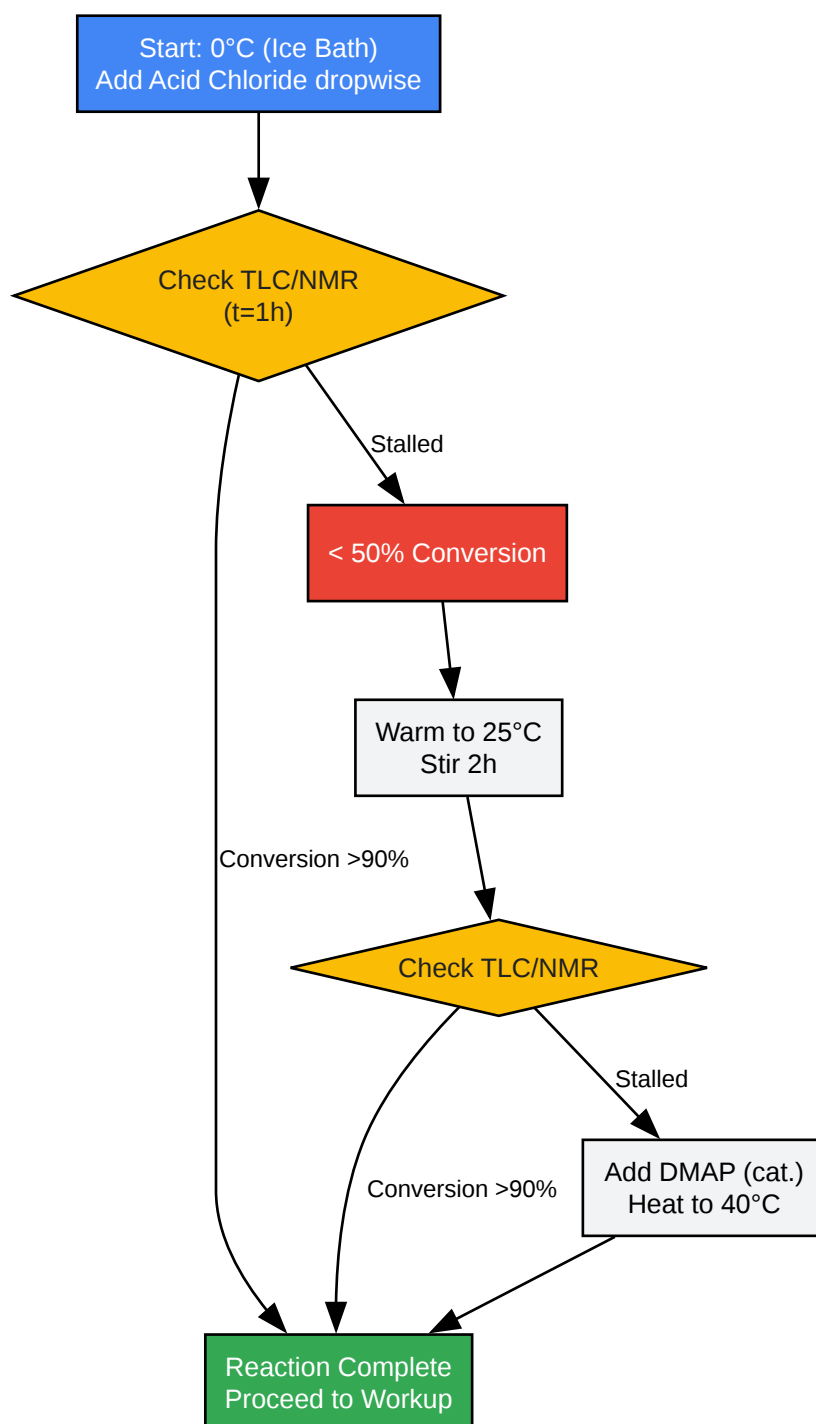 Start: 0°C (Ice Bath)
Add Acid Chloride dropwise
Check TLC/NMR
(t=1h)
Stalled
< 50% Conversion
Warm to 25°C
Stir 2h
Conversion >90%
Check TLC/NMR
Stalled
Add DMAP (cat.)
Heat to 40°C
Conversion >90%
Reaction Complete
Proceed to Workup